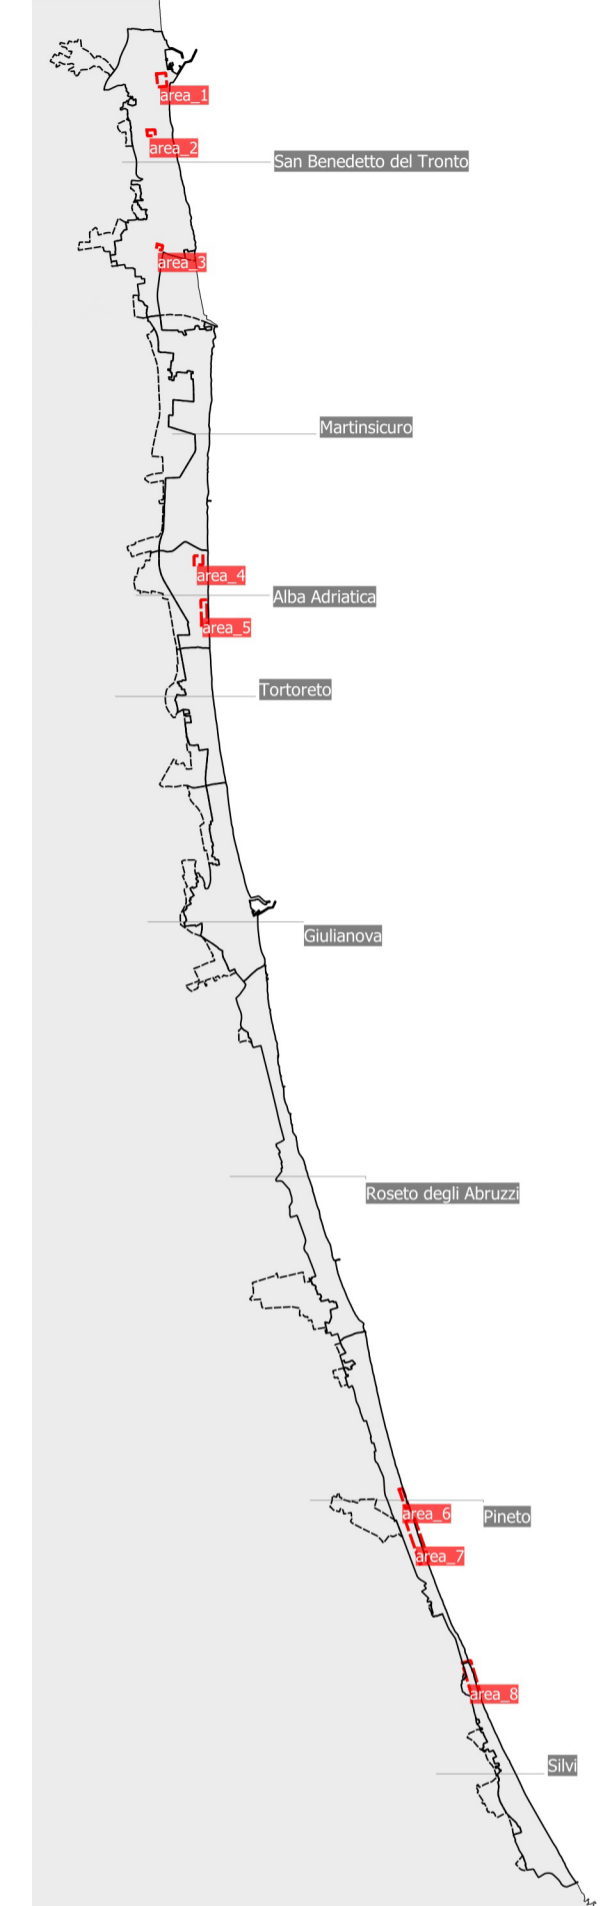 area_1
area_2
San Benedetto del Tronto
area_3
Martinsicuro
area_4
Alba Adriatica
area_5
Tortoreto
Giulianova
Roseto degli Abruzzi
area_6
Pineto
area_7
area_8
Silvi